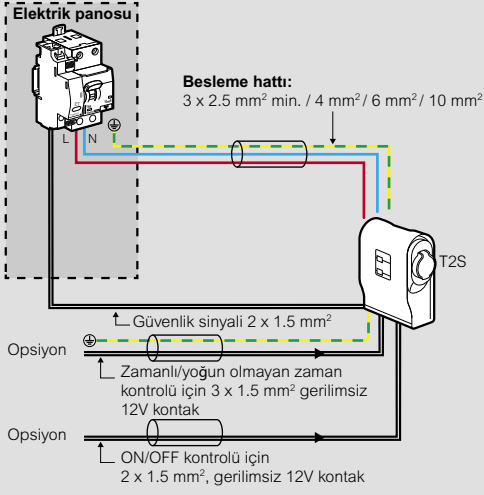 Elektrik panosu
Besleme hattı:
3 x 2.5 mm² min. / 4 mm² / 6 mm² / 10 mm²
L N
T2S
Güvenlik sinyali 2 x 1.5 mm²
Opsiyon
Zamanlı/yoğun olmayan zaman
kontrolü için 3 x 1.5 mm² gerilimsiz
12V kontak
Opsiyon
ON/OFF kontrolü için
2 x 1.5 mm², gerilimsiz 12V kontak